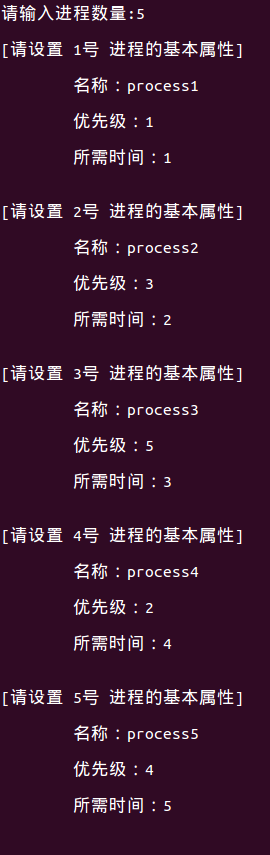 请输入进程数量:5
[请设置 1号 进程的基本属性]
名称：process1
优先级：1
所需时间：1
[请设置 2号 进程的基本属性]
名称：process2
优先级：3
所需时间：2
[请设置 3号 进程的基本属性]
名称：process3
优先级：5
所需时间：3
[请设置 4号 进程的基本属性]
名称：process4
优先级：2
所需时间：4
[请设置 5号 进程的基本属性]
名称：process5
优先级：4
所需时间：5